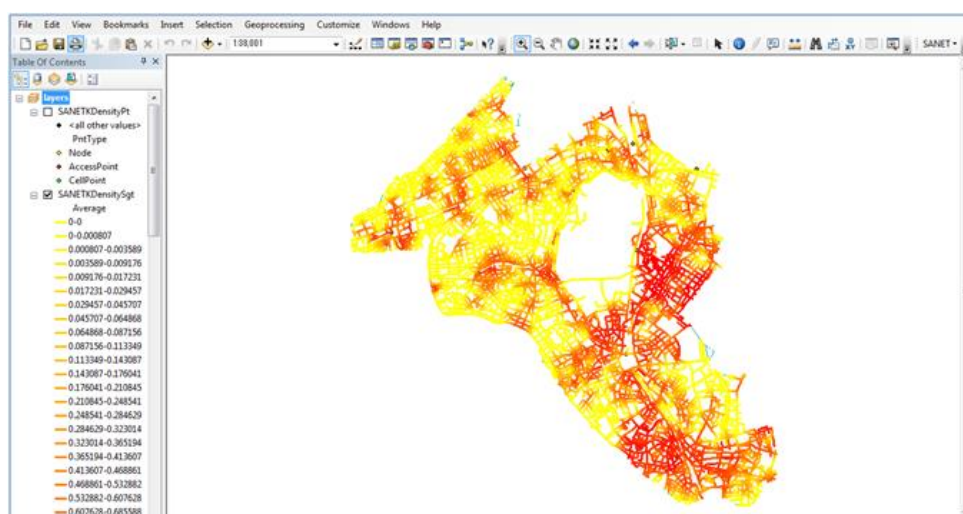 File Edit View Bookmarks Insert Selection Geoprocessing Customize Windows Help
1:38,001
SANET
Table Of Contents
layers
SANETKDensityPt
<all other values>
PntType
Node
AccessPoint
CellPoint
SANETKDensitySgt
Average
0-0
0-0.000807
0.000807-0.003589
0.003589-0.009176
0.009176-0.017231
0.017231-0.029457
0.029457-0.045707
0.045707-0.064868
0.064868-0.087156
0.087156-0.113349
0.113349-0.143087
0.143087-0.176041
0.176041-0.210845
0.210845-0.248541
0.248541-0.284629
0.284629-0.323014
0.323014-0.365194
0.365194-0.413607
0.413607-0.468861
0.468861-0.532882
0.532882-0.607628
0.607628-0.685588